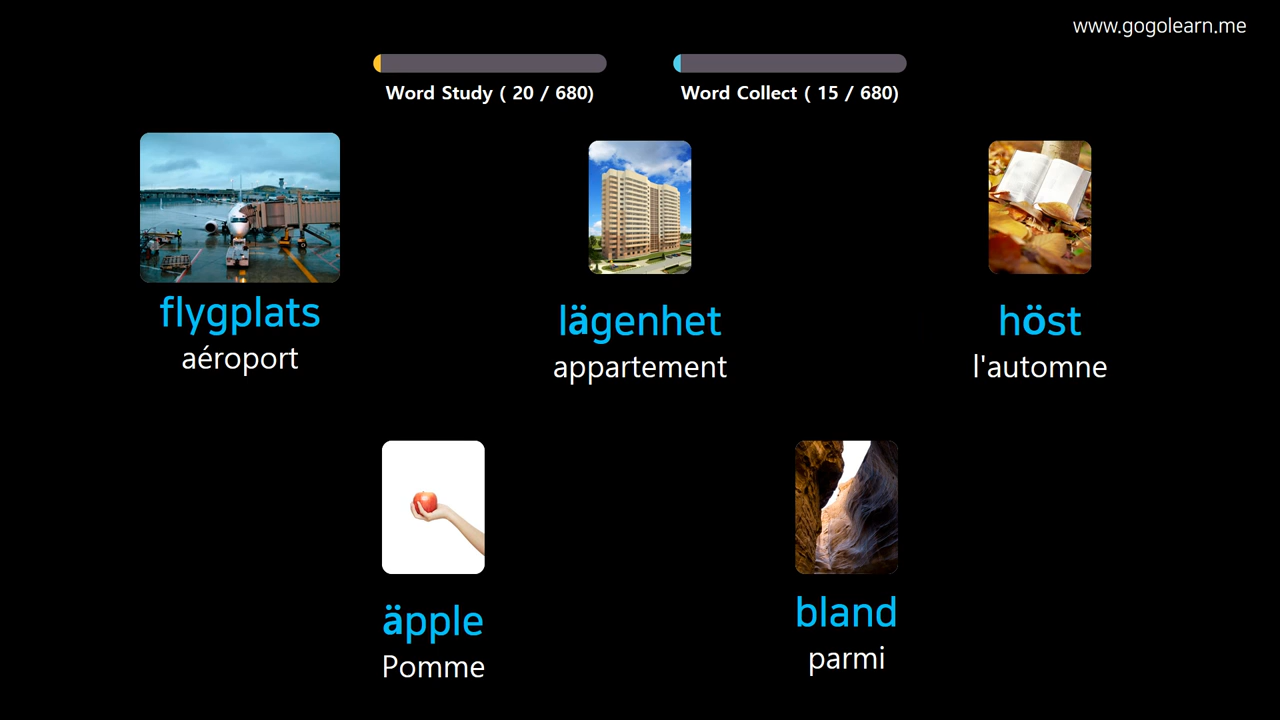 www.gogolearn.me
Word Study ( 20 / 680)
Word Collect ( 15 / 680)
flygplats
aéroport
lägenhet
appartement
höst
l'automne
äpple
Pomme
bland
parmi